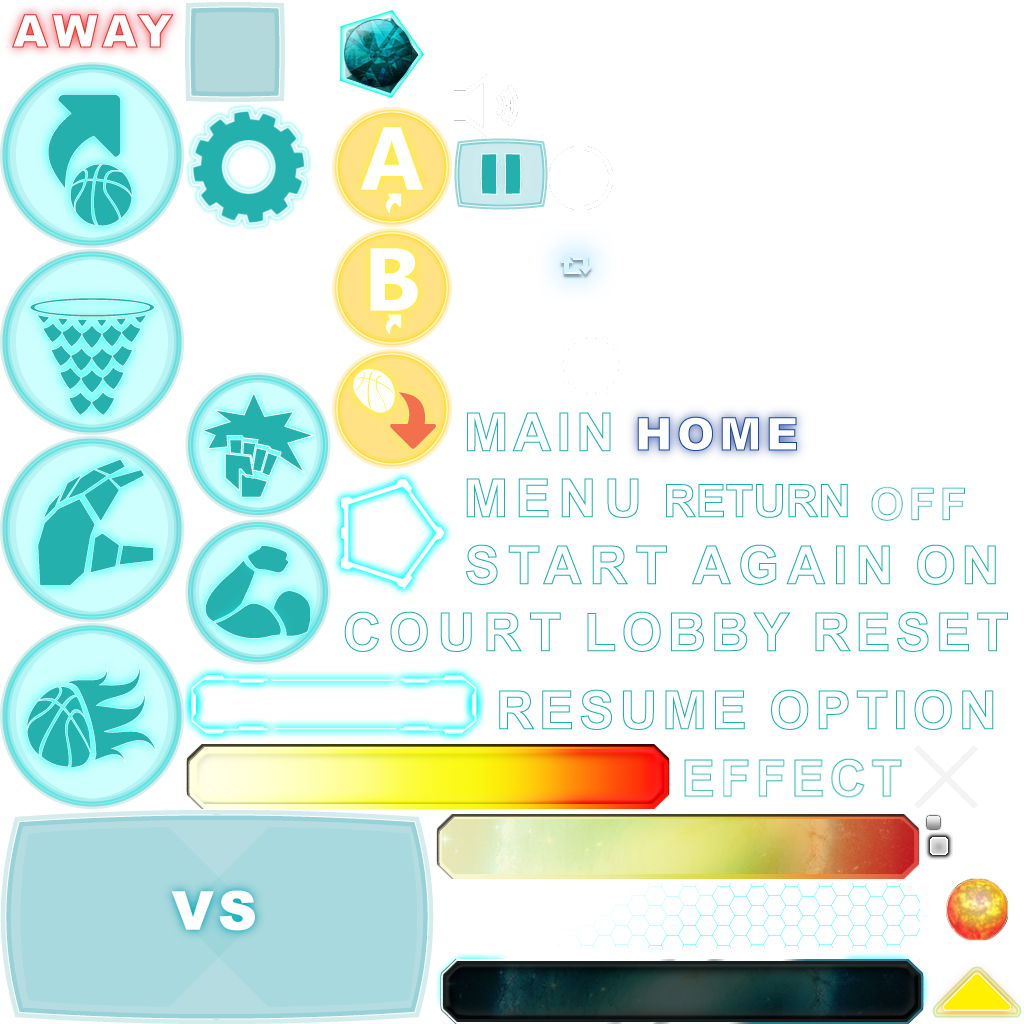 AWAY
A
B
MAIN HOME
MENU RETURN OFF
START AGAIN ON
COURT LOBBY RESET
RESUME OPTION
EFFECT
VS